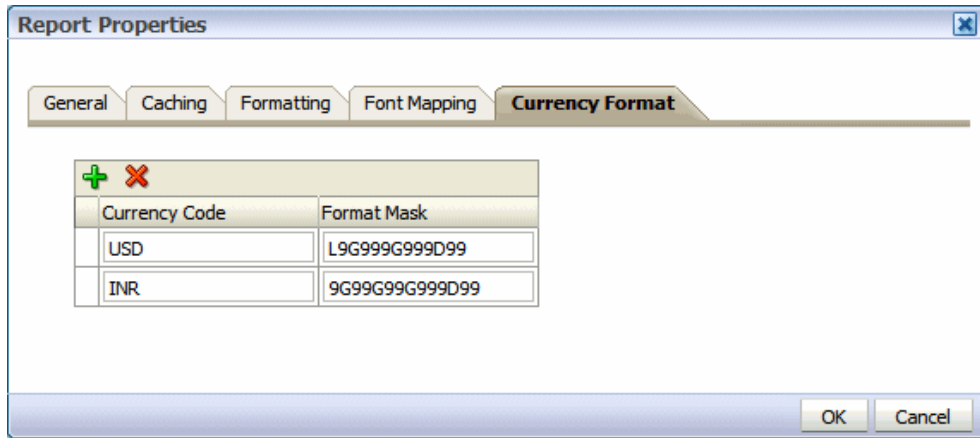 Report Properties
General Caching Formatting Font Mapping Currency Format
Currency Code Format Mask
USD L9G999G999D99
INR 9G99G99G999D99
OK Cancel